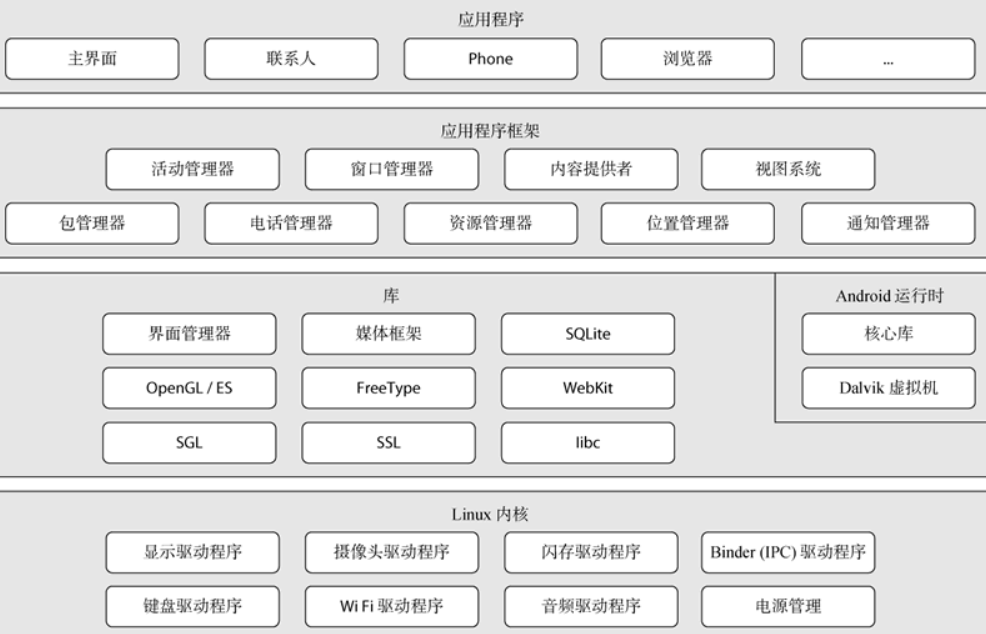 应用程序
主界面 联系人 Phone 浏览器 ...
应用程序框架
活动管理器 窗口管理器 内容提供者 视图系统
包管理器 电话管理器 资源管理器 位置管理器 通知管理器
库
界面管理器 媒体框架 SQLite
OpenGL / ES FreeType WebKit
SGL SSL libc
Android 运行时
核心库
Dalvik 虚拟机
Linux 内核
显示驱动程序 摄像头驱动程序 闪存驱动程序 Binder (IPC) 驱动程序
键盘驱动程序 Wi Fi 驱动程序 音频驱动程序 电源管理